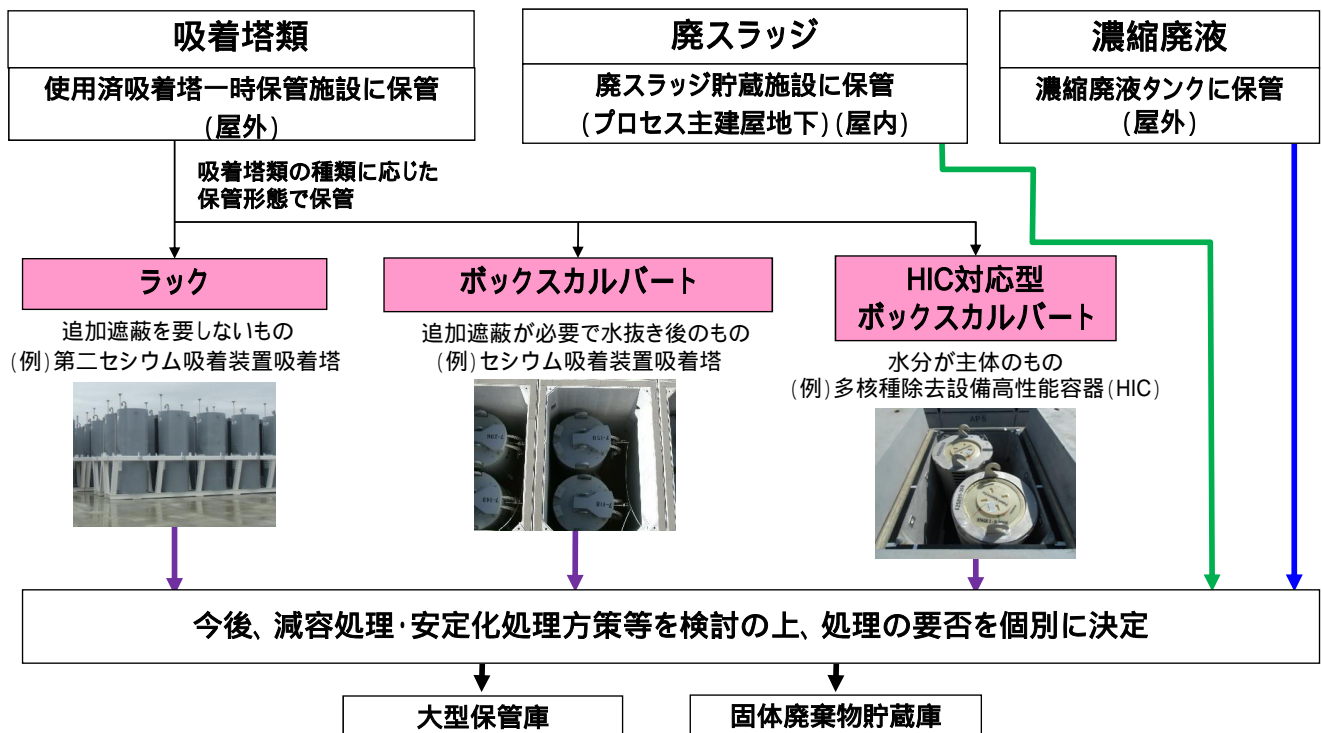 吸着塔類
使用済吸着塔一時保管施設に保管
(屋外)
廃スラッジ
廃スラッジ貯蔵施設に保管
(プロセス主建屋地下)(屋内)
濃縮廃液
濃縮廃液タンクに保管
(屋外)
吸着塔類の種類に応じた
保管形態で保管
ラック
追加遮蔽を要しないもの
(例)第二セシウム吸着装置吸着塔
ボックスカルバート
追加遮蔽が必要で水抜き後のもの
(例)セシウム吸着装置吸着塔
HIC対応型
ボックスカルバート
水分が主体のもの
(例)多核種除去設備高性能容器(HIC)
今後、減容処理・安定化処理方策等を検討の上、処理の要否を個別に決定
大型保管庫
固体廃棄物貯蔵庫